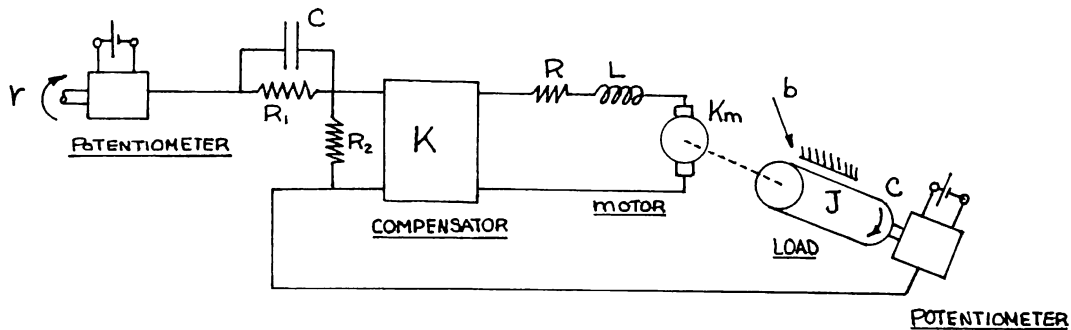 r
POTENTIOMETER
C
R1
R2
K
COMPENSATOR
R
L
Km
MOTOR
b
J
C
LOAD
POTENTIOMETER